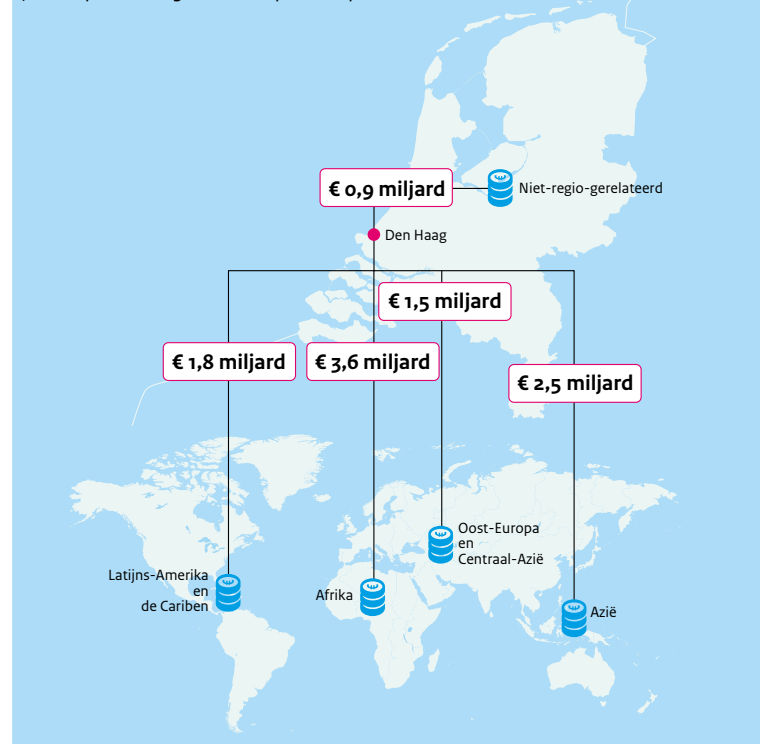 € 0,9 miljard
Niet-regio-gerelateerd
Den Haag
€ 1,5 miljard
€ 1,8 miljard
€ 3,6 miljard
€ 2,5 miljard
Oost-Europa
en
Centraal-Azië
Latijns-Amerika
en
de Cariben
Afrika
Azië